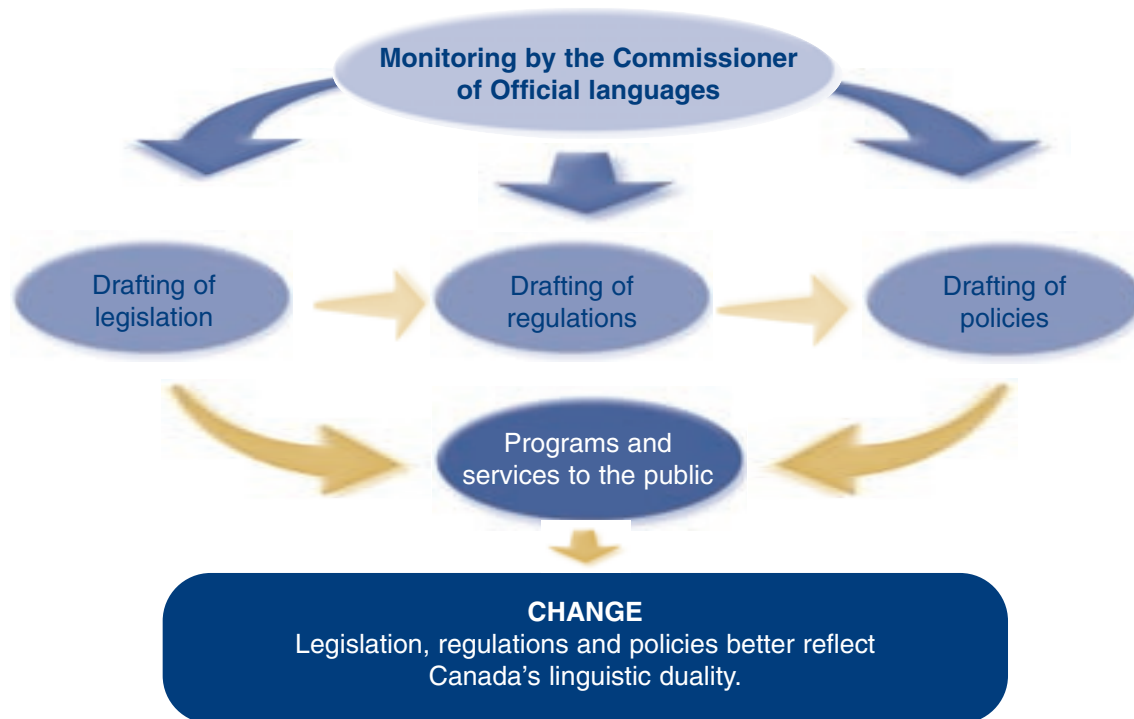 Monitoring by the Commissioner
of Official languages
Drafting of
legislation
Drafting of
regulations
Drafting of
policies
Programs and
services to the public
CHANGE
Legislation, regulations and policies better reflect
Canada’s linguistic duality.